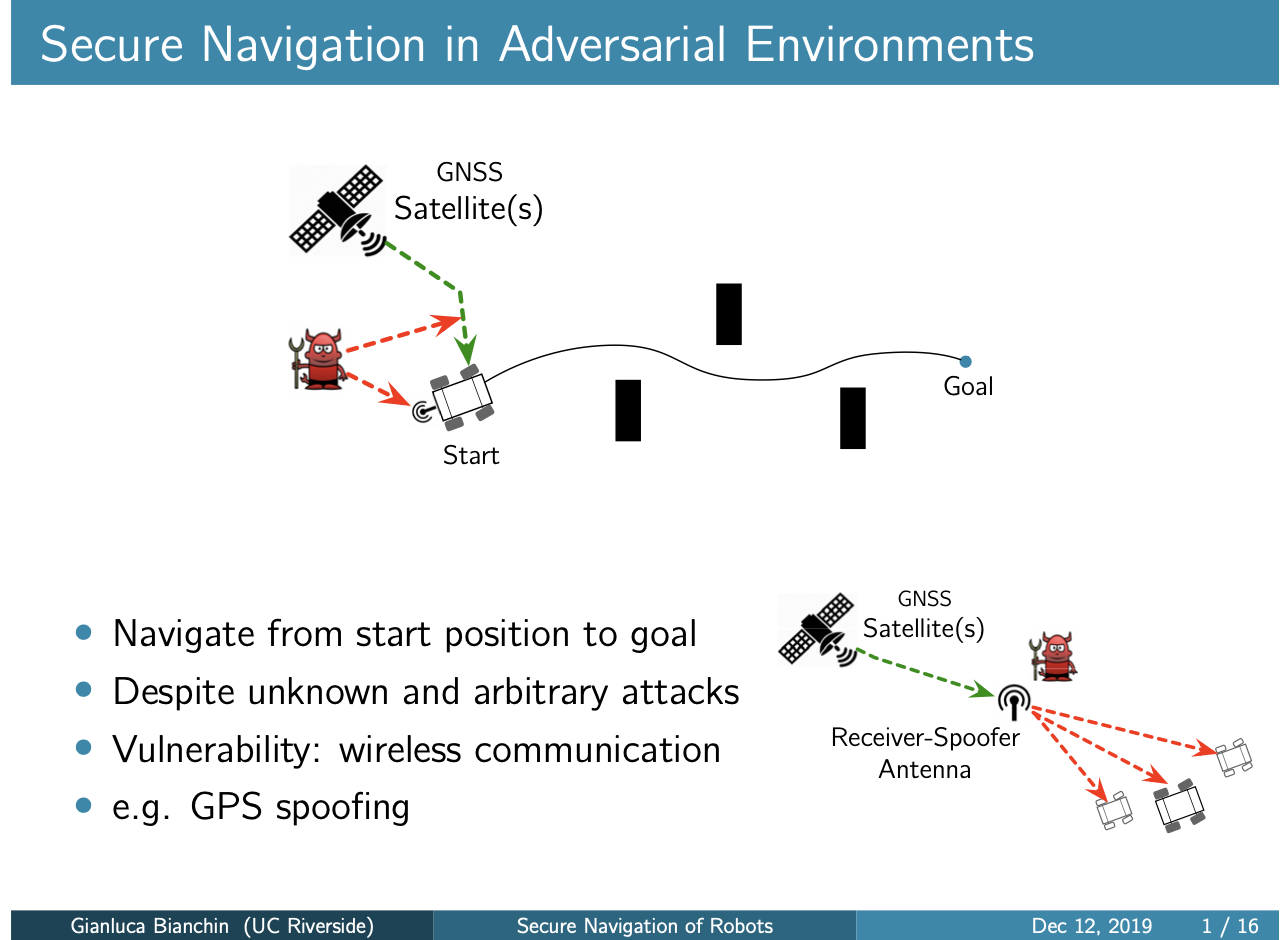 Secure Navigation in Adversarial Environments
GNSS
Satellite(s)
Goal
Start
• Navigate from start position to goal
• Despite unknown and arbitrary attacks
• Vulnerability: wireless communication
• e.g. GPS spoofing
GNSS
Satellite(s)
Receiver-Spoofer
Antenna
Gianluca Bianchin (UC Riverside)
Secure Navigation of Robots
Dec 12, 2019
1 / 16